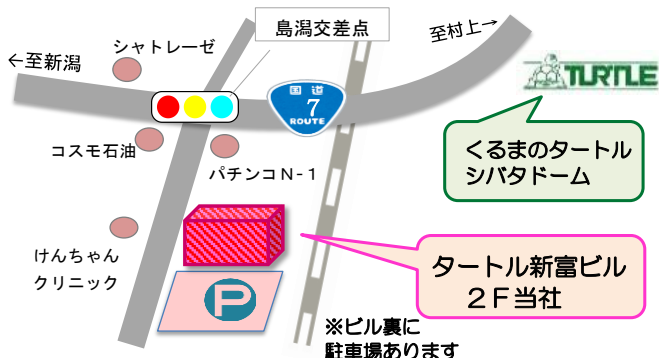 島潟交差点
シャトレーゼ
至村上→
←至新潟
国道
7
ROUTE
TURTLE
コスモ石油
パチンコN-1
くるまのタートル
シバタドーム
けんちゃん
クリニック
タートル新富ビル
2F当社
P
※ビル裏に
駐車場あります